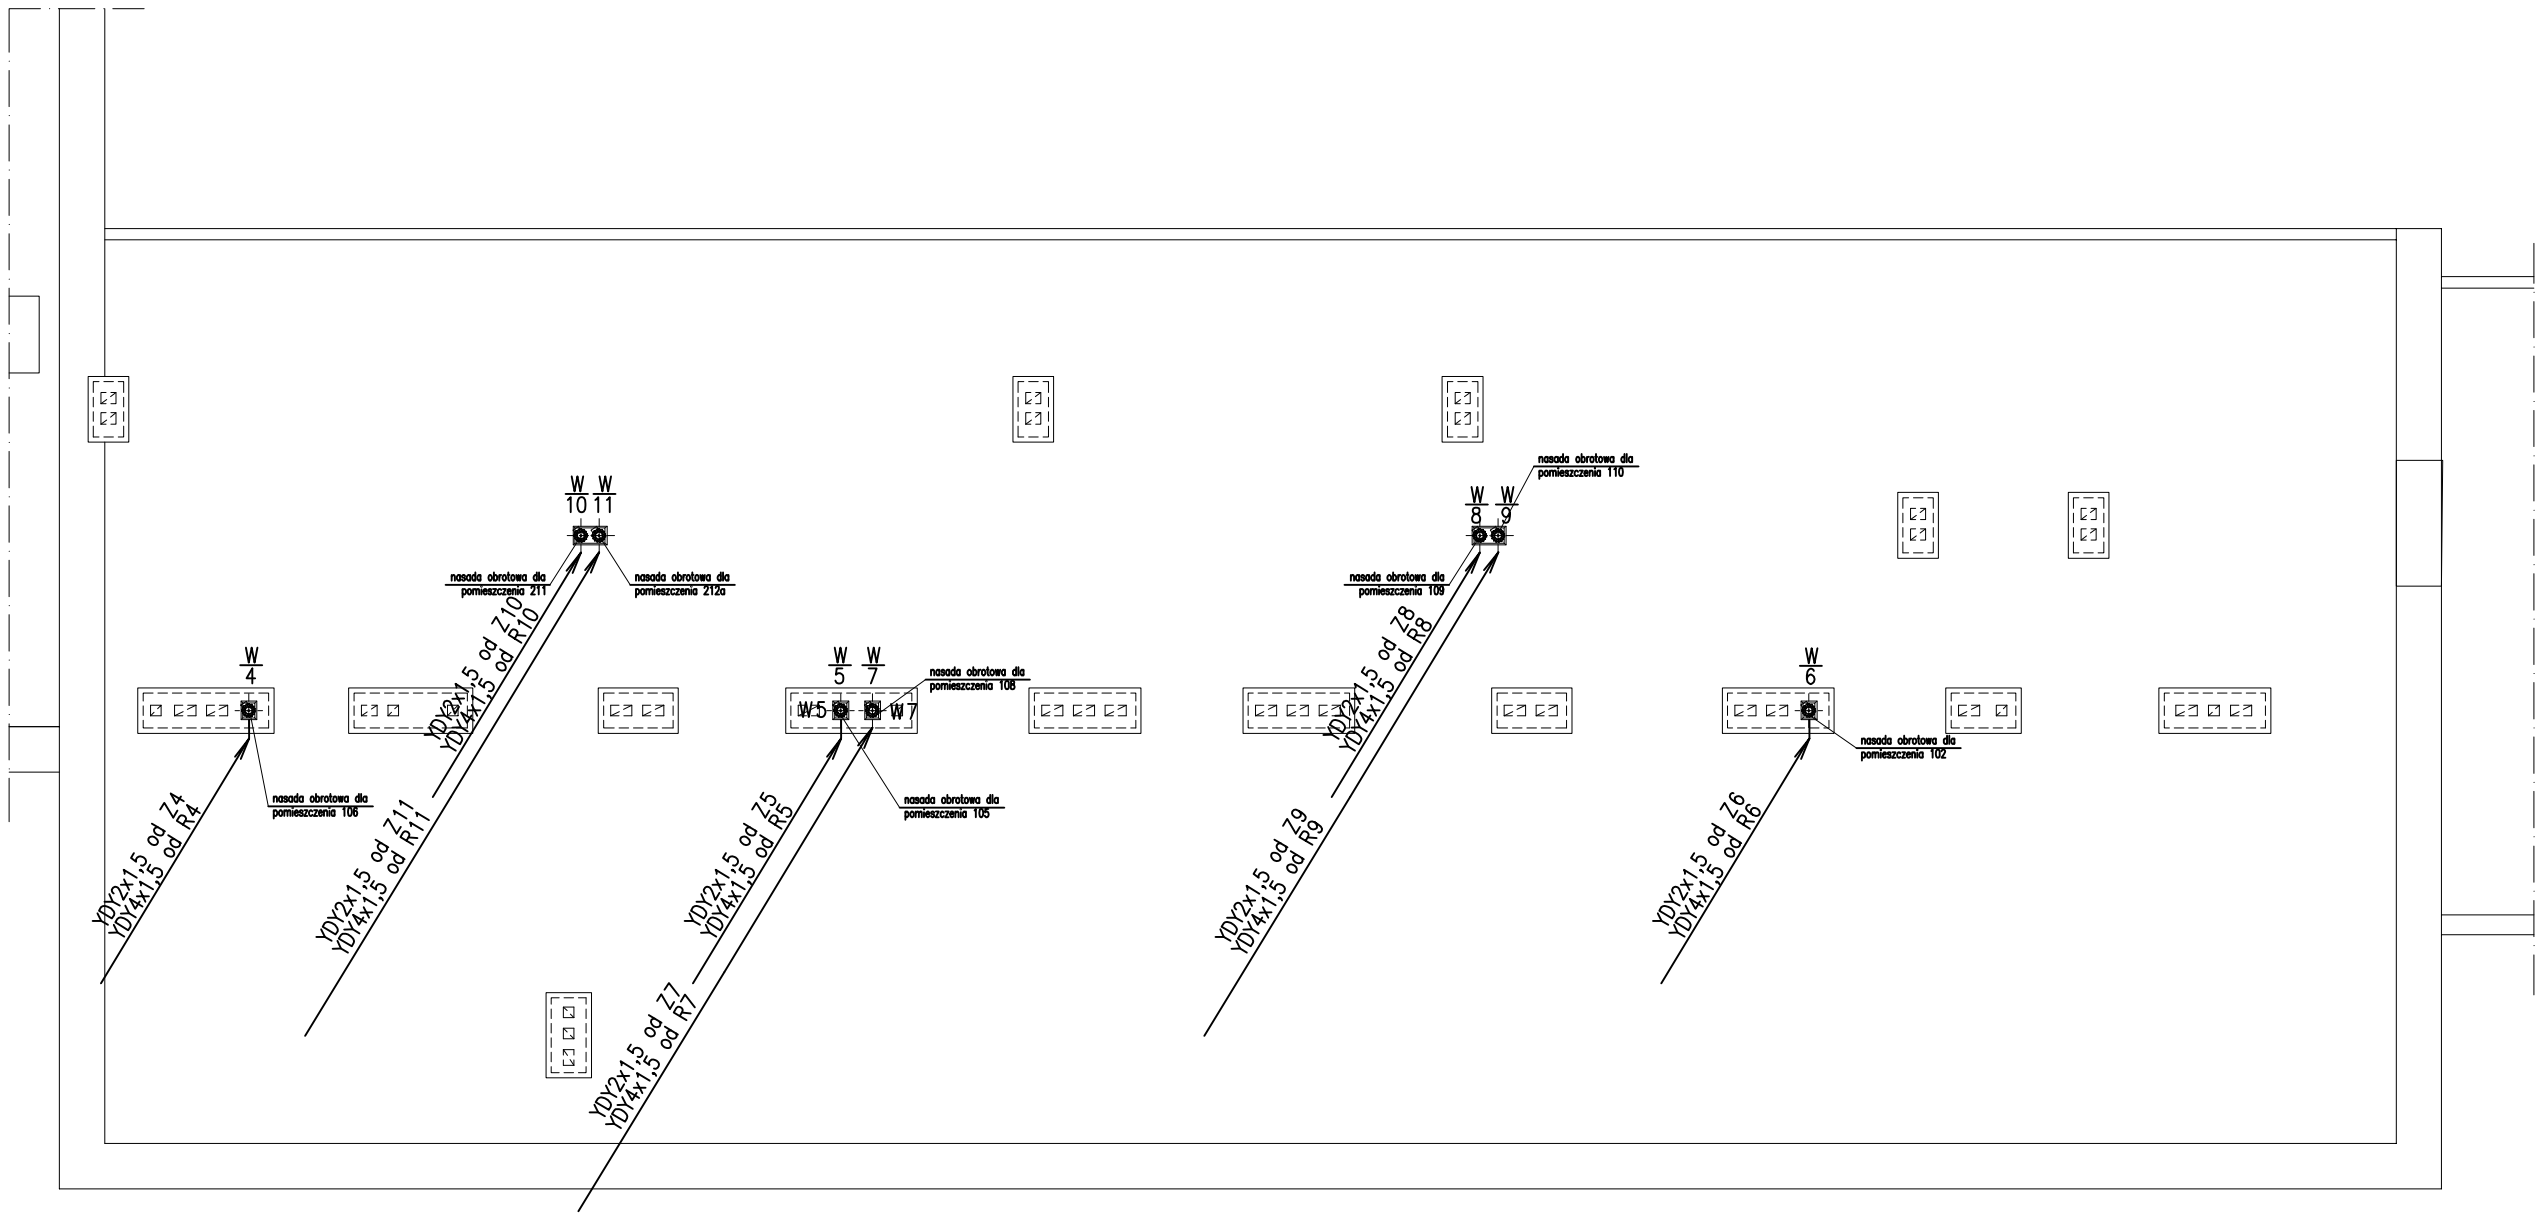 nasada obrotowa dla
pomieszczenia 110
W
10
W
11
W
8
W
9
nasada obrotowa dla
pomieszczenia 211
nasada obrotowa dla
pomieszczenia 212a
nasada obrotowa dla
pomieszczenia 109
YDY2x1,5 od Z10
YDY4x1,5 od R10
YDY2x1,5 od Z8
YDY4x1,5 od R8
W
4
W
5
W
7
W
6
nasada obrotowa dla
pomieszczenia 108
W5
W7
nasada obrotowa dla
pomieszczenia 102
nasada obrotowa dla
pomieszczenia 106
nasada obrotowa dla
pomieszczenia 105
YDY2x1,5 od Z4
YDY4x1,5 od R4
YDY2x1,5 od Z11
YDY4x1,5 od R11
YDY2x1,5 od Z5
YDY4x1,5 od R5
YDY2x1,5 od Z9
YDY4x1,5 od R9
YDY2x1,5 od Z6
YDY4x1,5 od R6
YDY2x1,5 od Z7
YDY4x1,5 od R7